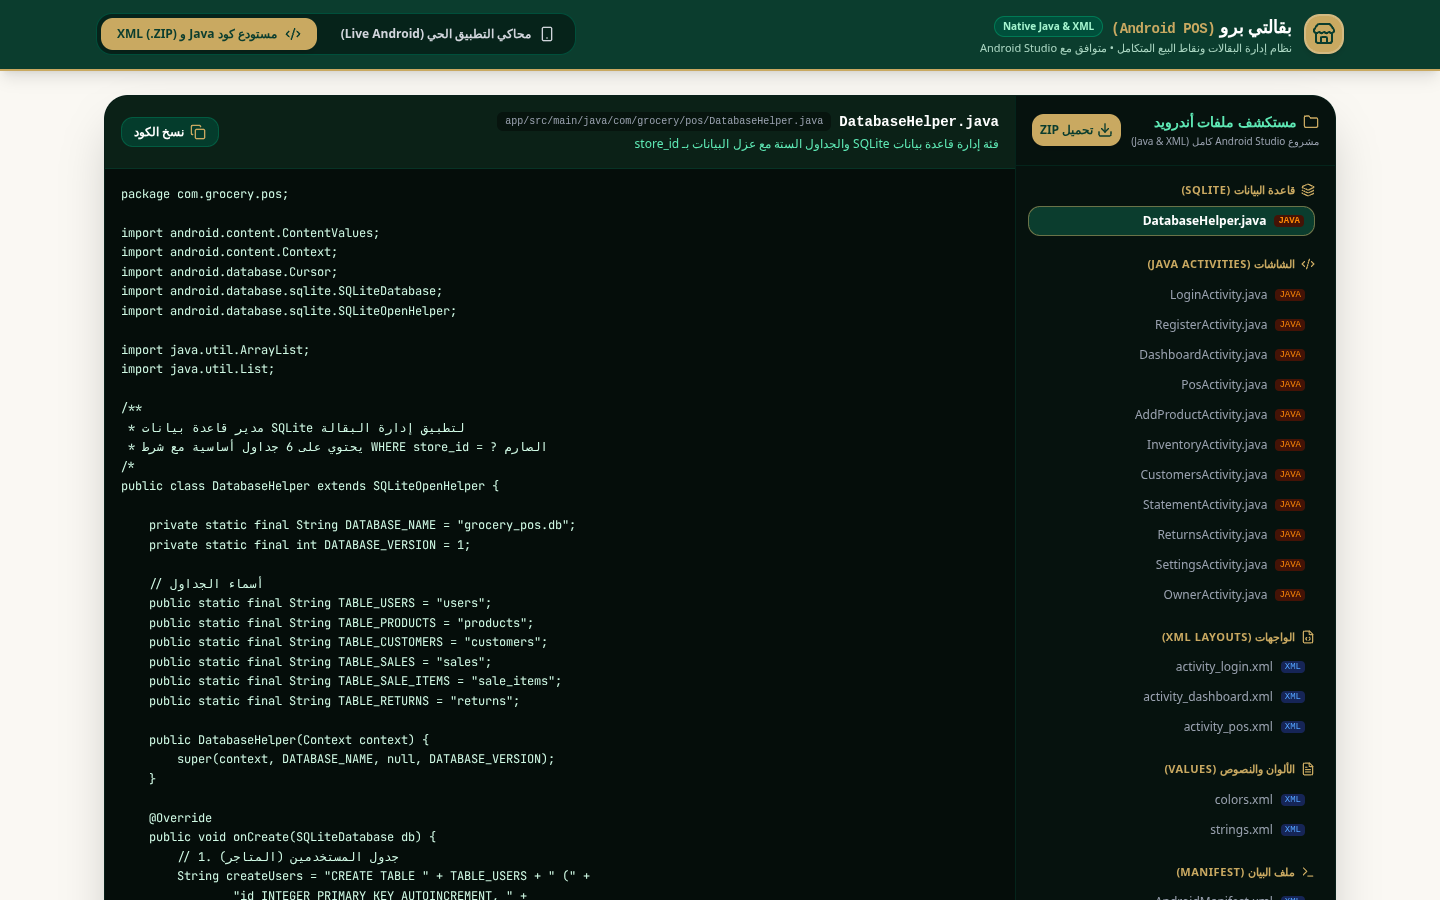 بقالتي برو (Android POS) Native Java & XML
نظام إدارة البقالات ونقاط البيع المتكامل • متوافق مع Android Studio
محاكي التطبيق الحي (Live Android)
مستودع كود Java و XML (.ZIP)
مستكشف ملفات أندرويد
مشروع Android Studio كامل (Java & XML)
تحميل ZIP
قاعدة البيانات (SQLITE)
JAVA DatabaseHelper.java
الشاشات (JAVA ACTIVITIES)
JAVA LoginActivity.java
JAVA RegisterActivity.java
JAVA DashboardActivity.java
JAVA PosActivity.java
JAVA AddProductActivity.java
JAVA InventoryActivity.java
JAVA CustomersActivity.java
JAVA StatementActivity.java
JAVA ReturnsActivity.java
JAVA SettingsActivity.java
JAVA OwnerActivity.java
الواجهات (XML LAYOUTS)
XML activity_login.xml
XML activity_dashboard.xml
XML activity_pos.xml
الألوان والنصوص (VALUES)
XML colors.xml
XML strings.xml
ملف البيان (MANIFEST)
DatabaseHelper.java app/src/main/java/com/grocery/pos/DatabaseHelper.java
فئة إدارة قاعدة بيانات SQLite والجداول الستة مع عزل البيانات بـ store_id
نسخ الكود
package com.grocery.pos;
import android.content.ContentValues;
import android.content.Context;
import android.database.Cursor;
import android.database.sqlite.SQLiteDatabase;
import android.database.sqlite.SQLiteOpenHelper;
import java.util.ArrayList;
import java.util.List;
/**
* مدير قاعدة بيانات SQLite لتطبيق إدارة البقالة
* يحتوي على 6 جداول أساسية مع شرط WHERE store_id = ? الصارم
*/
public class DatabaseHelper extends SQLiteOpenHelper {
private static final String DATABASE_NAME = "grocery_pos.db";
private static final int DATABASE_VERSION = 1;
// أسماء الجداول
public static final String TABLE_USERS = "users";
public static final String TABLE_PRODUCTS = "products";
public static final String TABLE_CUSTOMERS = "customers";
public static final String TABLE_SALES = "sales";
public static final String TABLE_SALE_ITEMS = "sale_items";
public static final String TABLE_RETURNS = "returns";
public DatabaseHelper(Context context) {
super(context, DATABASE_NAME, null, DATABASE_VERSION);
}
@Override
public void onCreate(SQLiteDatabase db) {
// 1. جدول المستخدمين (المتاجر)
String createUsers = "CREATE TABLE " + TABLE_USERS + " (" +
"id INTEGER PRIMARY KEY AUTOINCREMENT, " +